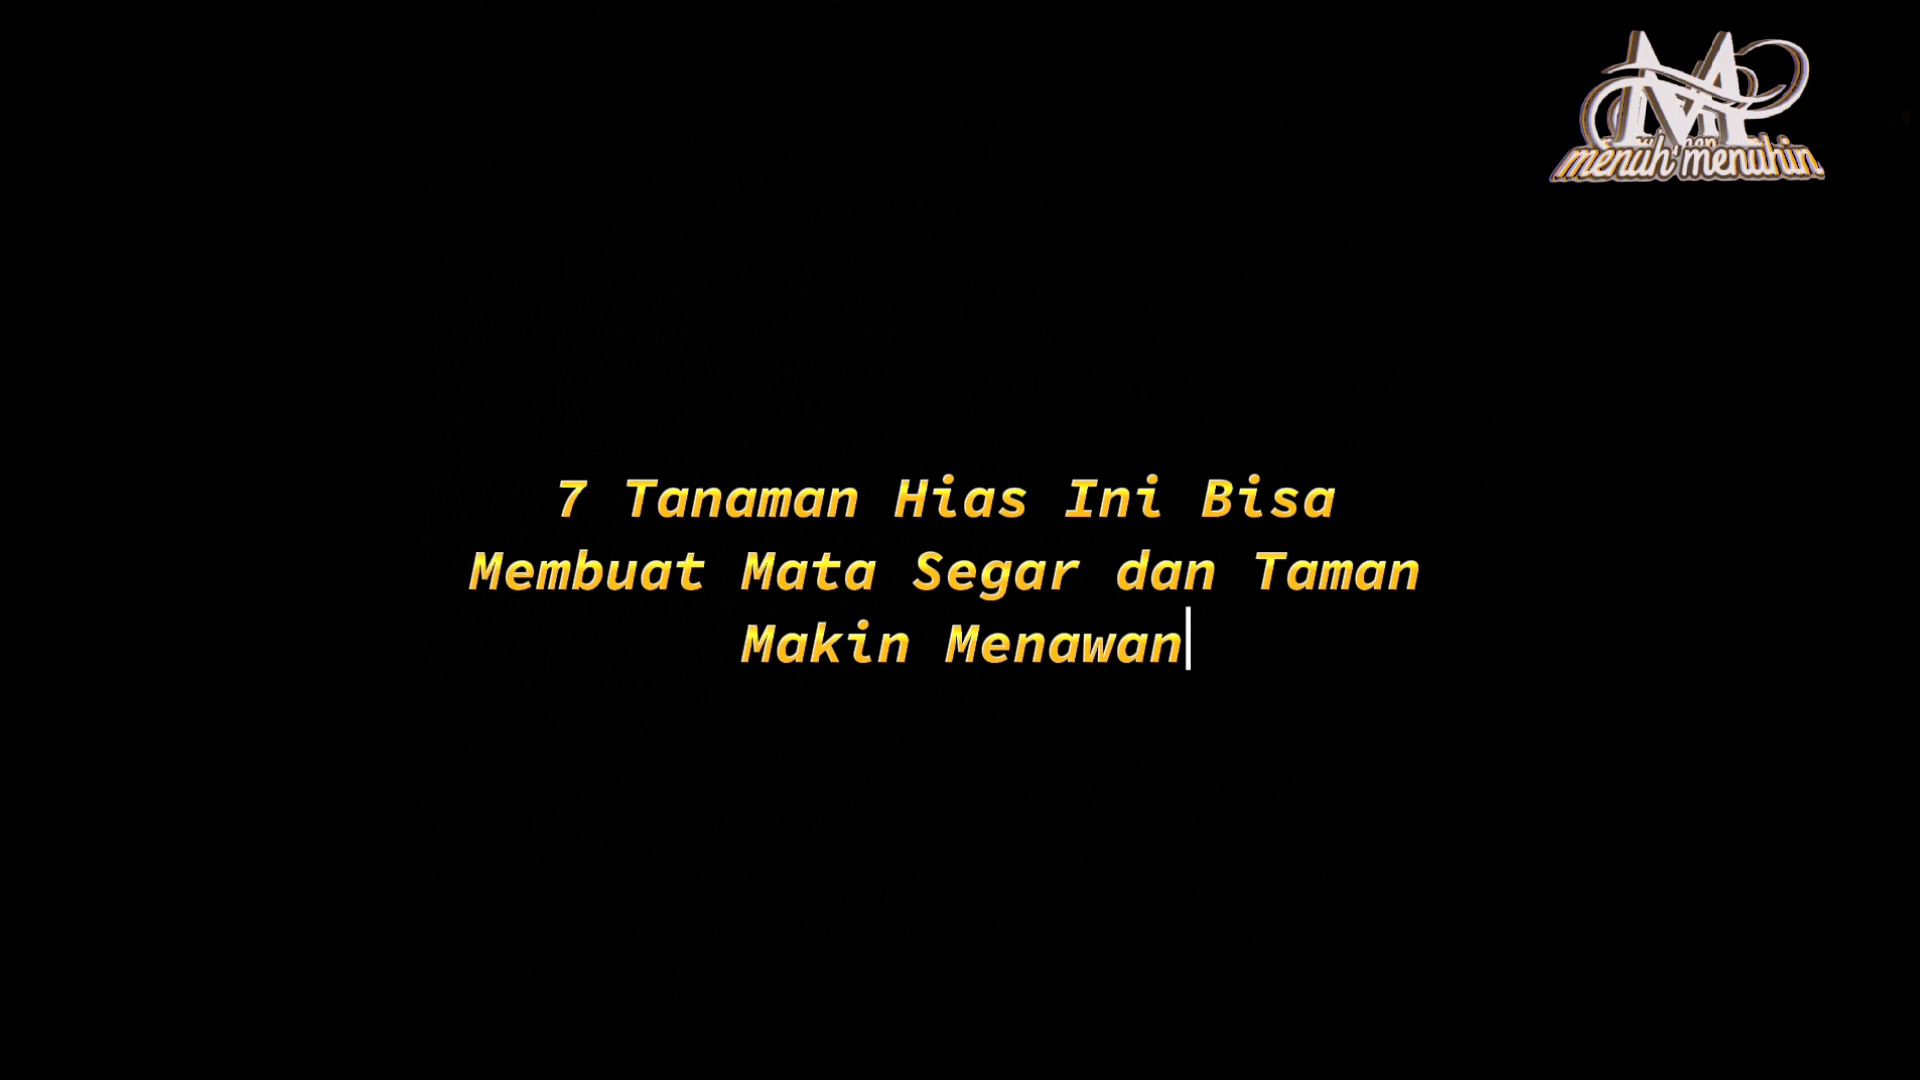 menuh menuhin
7 Tanaman Hias Ini Bisa
Membuat Mata Segar dan Taman
Makin Menawan